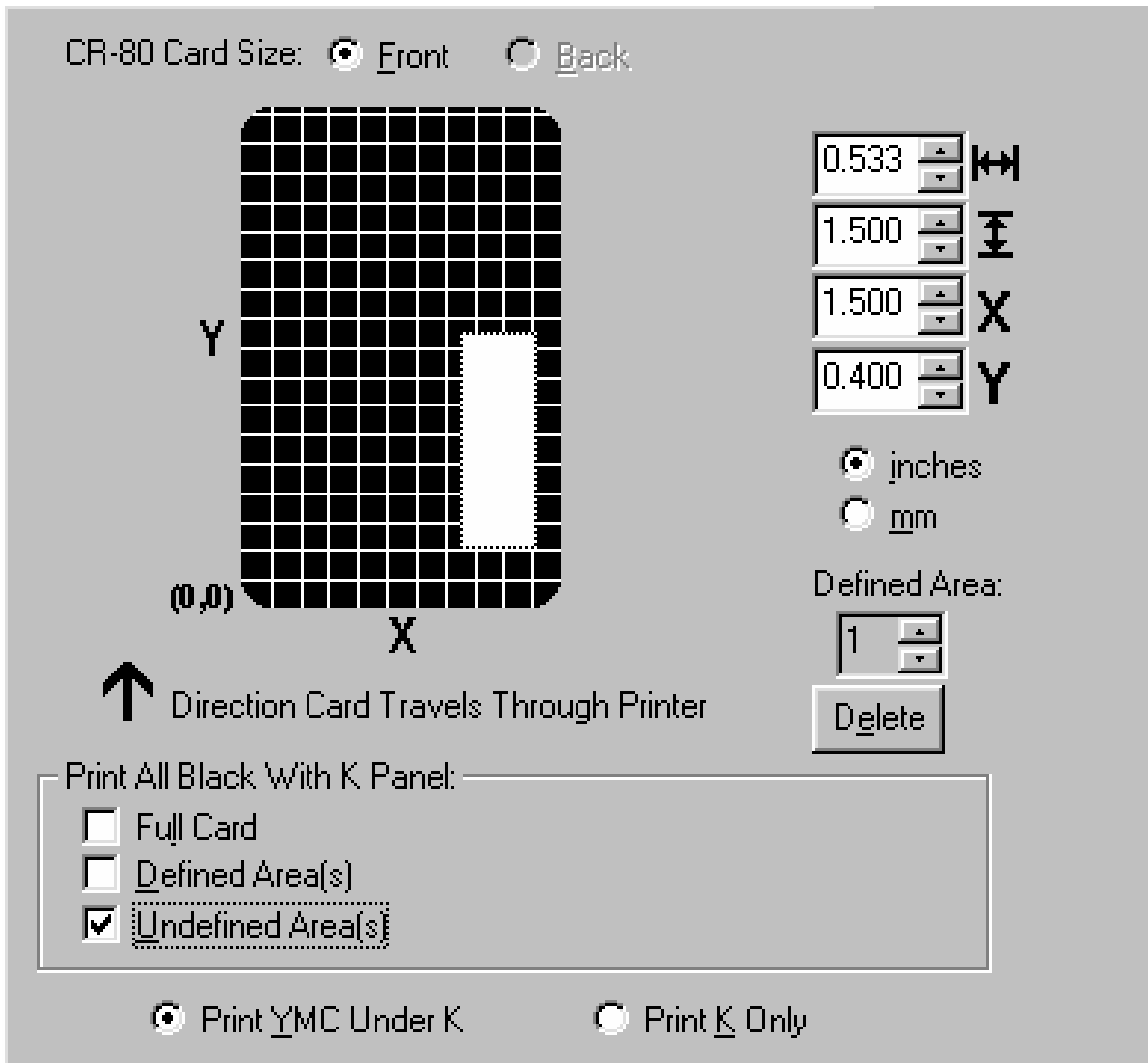 CR-80 Card Size: Front Back
0.533
1.500
1.500 X
Y
0.400 Y
inches
mm
(0,0)
X
Defined Area:
1
Direction Card Travels Through Printer
Delete
Print All Black With K Panel:
Full Card
Defined Area(s)
Undefined Area(s)
Print YMC Under K Print K Only